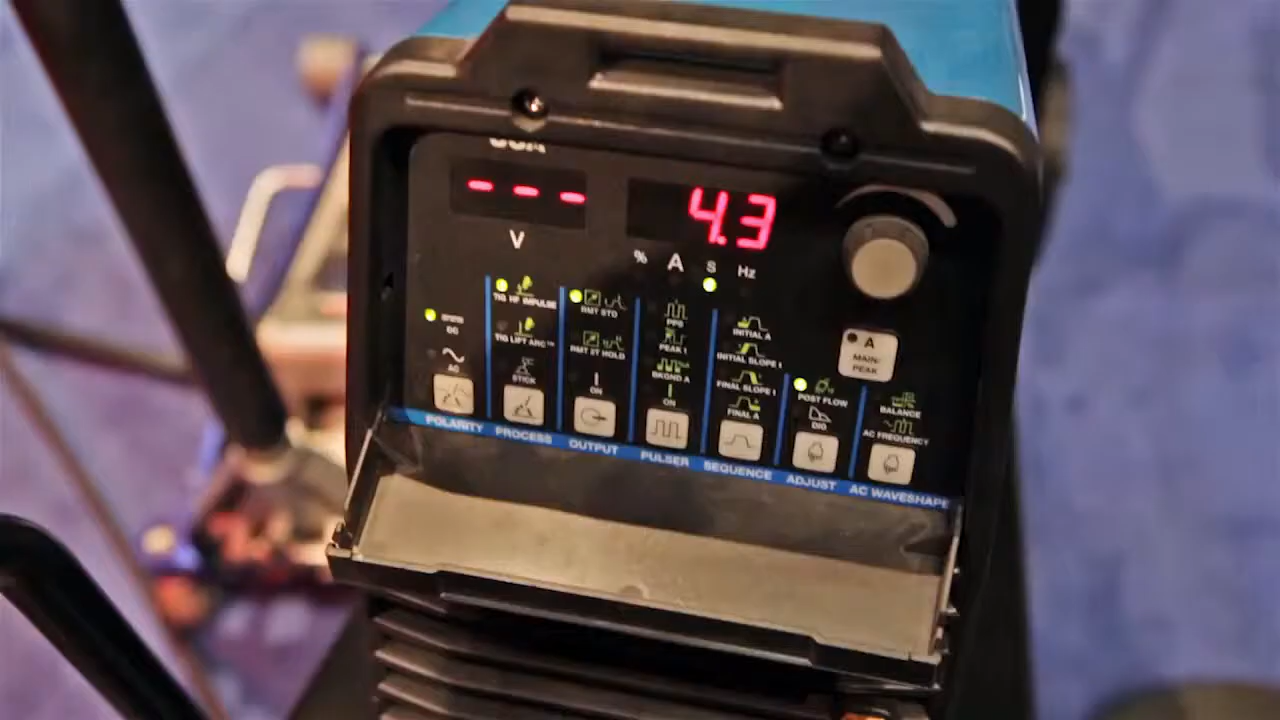 - - -
4.3
V
% A S Hz
TIG HF IMPULSE
RMT STD
DC
PPS
INITIAL A
A
TIG LIFT ARC™
RMT 2T HOLD
PEAK t
INITIAL SLOPE t
MAIN/
PEAK
AC
STICK
ON
BKGND A
FINAL SLOPE t
POST FLOW
BALANCE
ON
FINAL A
DIG
AC FREQUENCY
POLARITY PROCESS OUTPUT PULSER SEQUENCE ADJUST AC WAVESHAPE